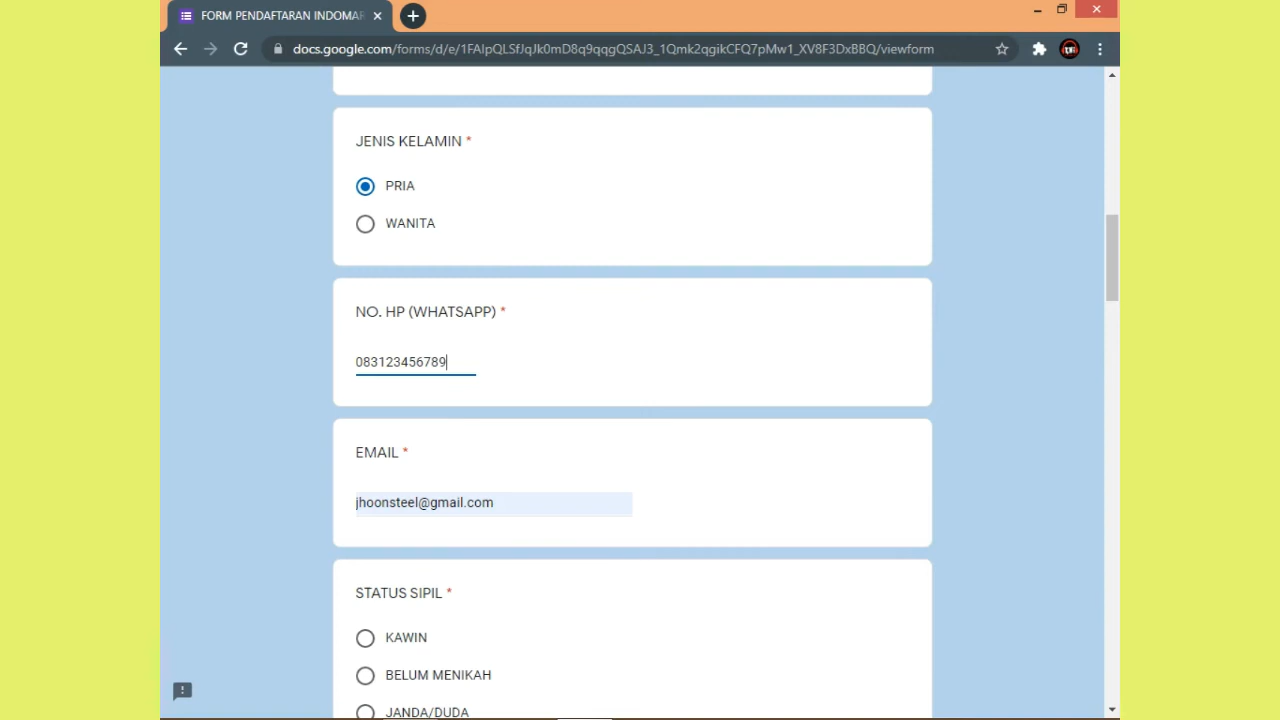 FORM PENDAFTARAN INDOMAR
docs.google.com/forms/d/e/1FAIpQLSfJqJk0mD8q9qqgQSAJ3_1Qmk2qgikCFQ7pMw1_XV8F3DxBBQ/viewform
JENIS KELAMIN *
PRIA
WANITA
NO. HP (WHATSAPP) *
083123456789
EMAIL *
jhoonsteel@gmail.com
STATUS SIPIL *
KAWIN
BELUM MENIKAH
JANDA/DUDA